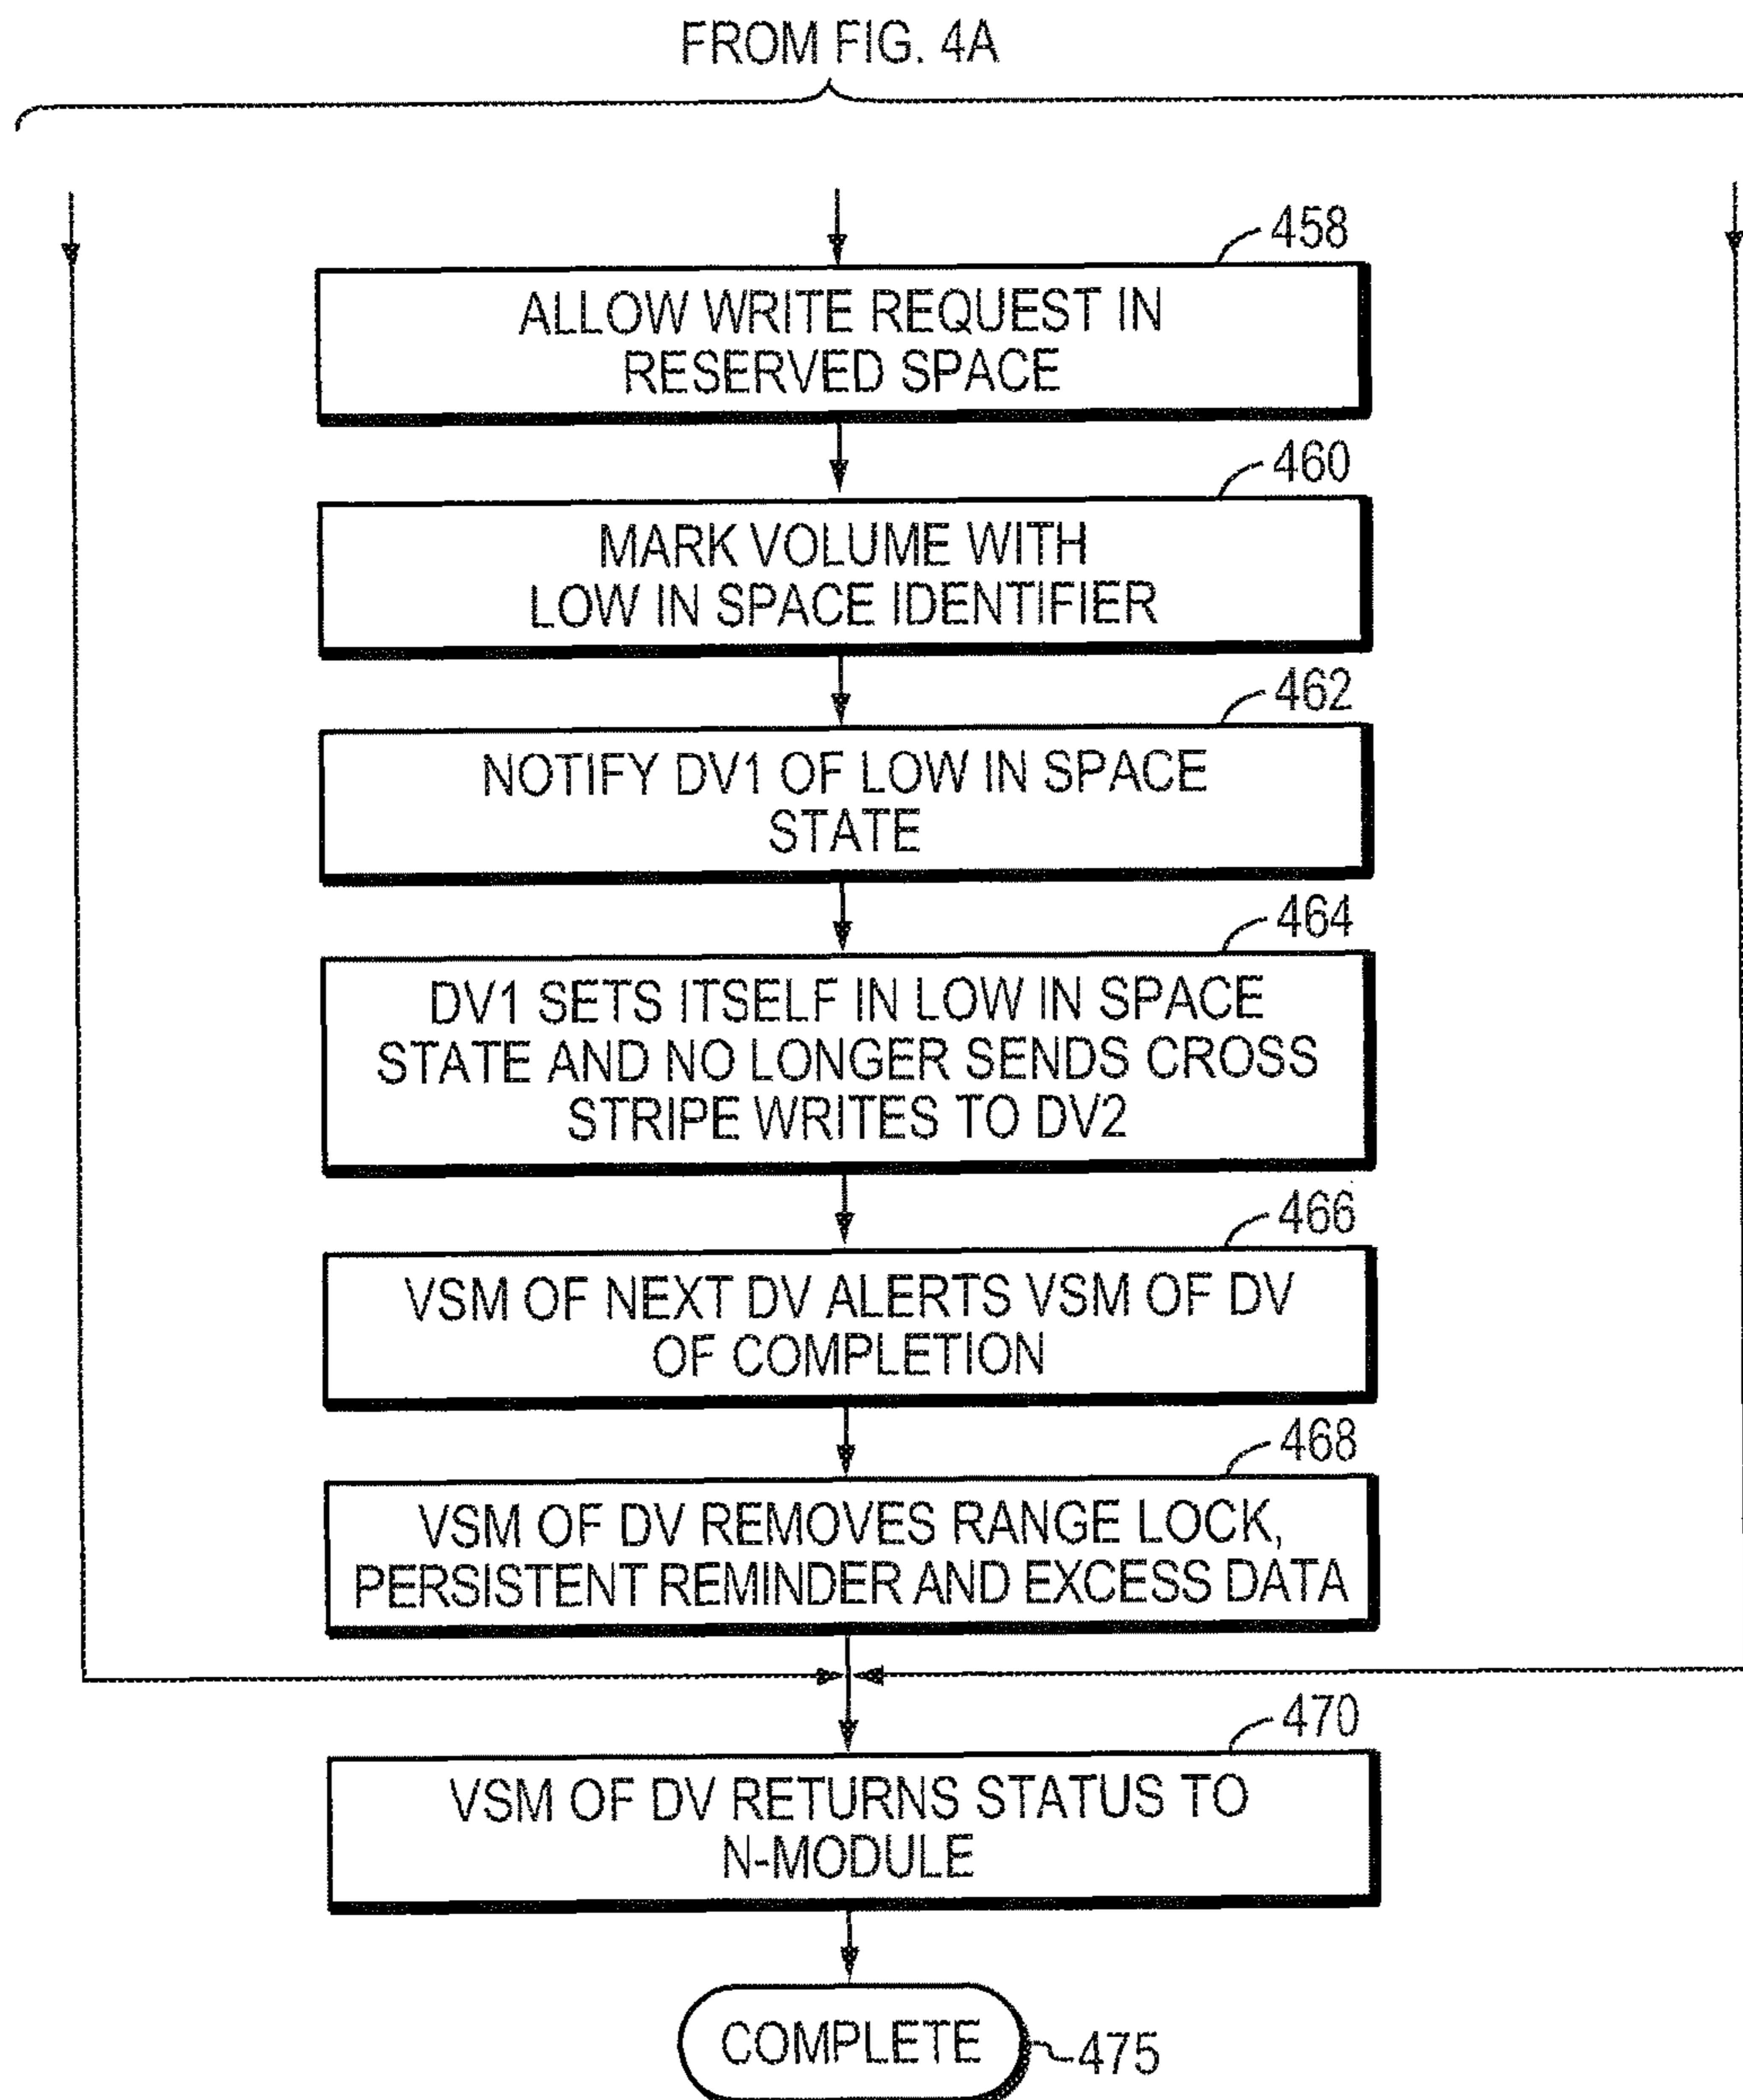 FROM FIG. 4A
458
ALLOW WRITE REQUEST IN
RESERVED SPACE
460
MARK VOLUME WITH
LOW IN SPACE IDENTIFIER
462
NOTIFY DV1 OF LOW IN SPACE
STATE
464
DV1 SETS ITSELF IN LOW IN SPACE
STATE AND NO LONGER SENDS CROSS
STRIPE WRITES TO DV2
466
VSM OF NEXT DV ALERTS VSM OF DV
OF COMPLETION
468
VSM OF DV REMOVES RANGE LOCK,
PERSISTENT REMINDER AND EXCESS DATA
470
VSM OF DV RETURNS STATUS TO
N-MODULE
COMPLETE
475